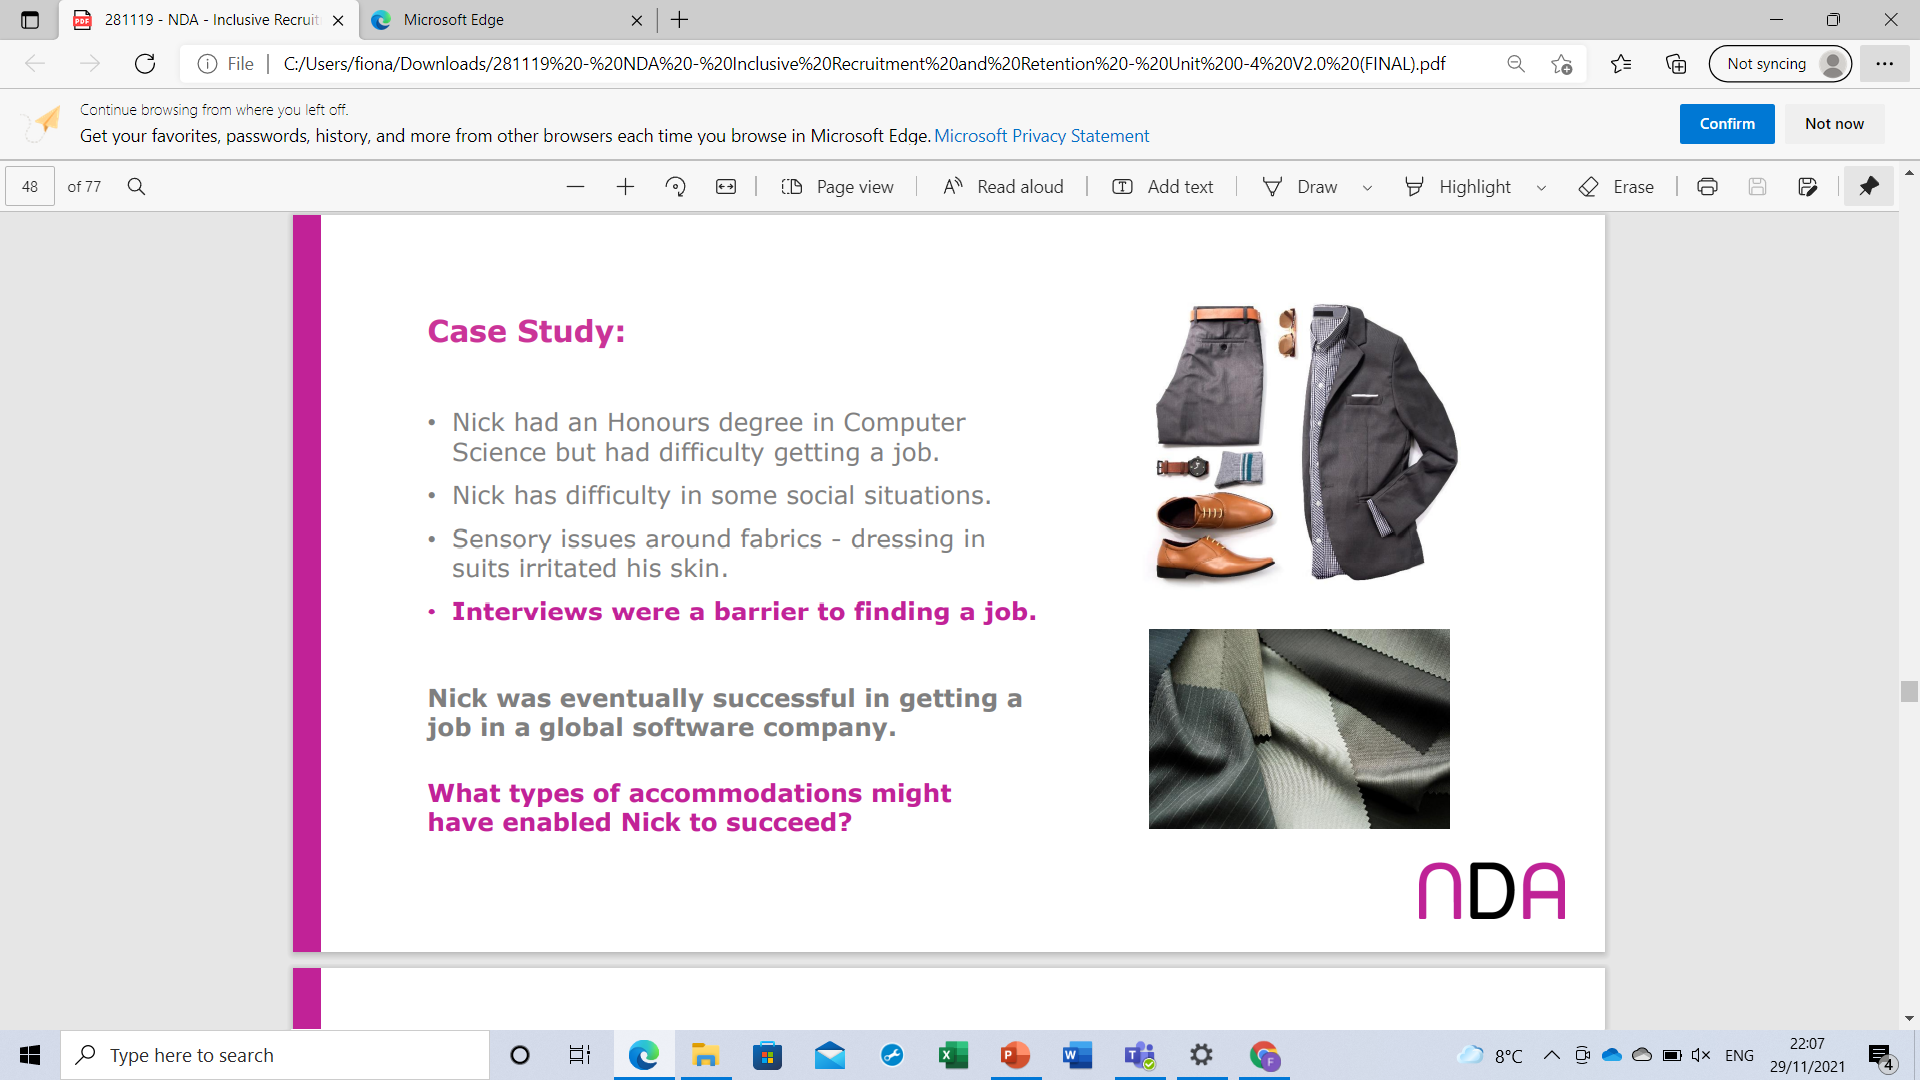 281119 - NDA - Inclusive Recruit
Microsoft Edge
File
C:/Users/fiona/Downloads/281119%20-%20NDA%20-%20Inclusive%20Recruitment%20and%20Retention%20-%20Unit%200-4%20V2.0%20(FINAL).pdf
Not syncing
Continue browsing from where you left off.
Get your favorites, passwords, history, and more from other browsers each time you browse in Microsoft Edge. Microsoft Privacy Statement
Confirm
Not now
48 of 77
Page view
Read aloud
Add text
Draw
Highlight
Erase
Case Study:
• Nick had an Honours degree in Computer
Science but had difficulty getting a job.
• Nick has difficulty in some social situations.
• Sensory issues around fabrics - dressing in
suits irritated his skin.
• Interviews were a barrier to finding a job.
Nick was eventually successful in getting a
job in a global software company.
What types of accommodations might
have enabled Nick to succeed?
NDA
Type here to search
8°C
ENG
22:07
29/11/2021
4